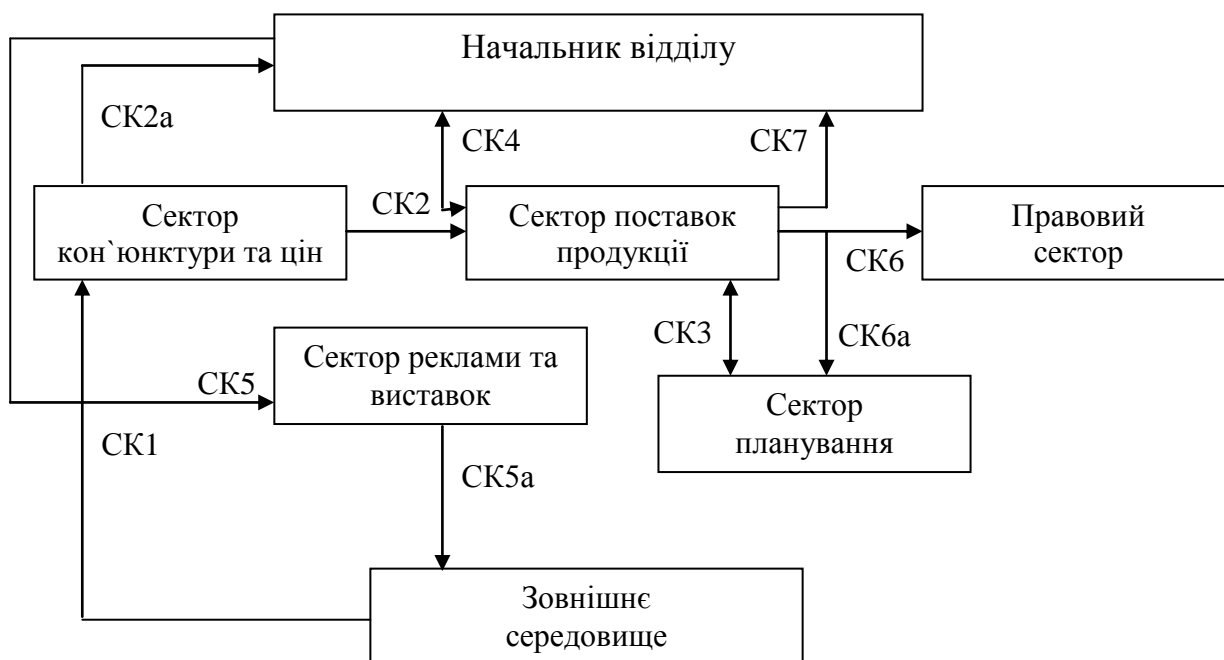 Начальник відділу
СК2а
СК4
СК7
Сектор
кон`юнктури та цін
СК2
Сектор поставок
продукції
Правовий
сектор
СК6
СК3
СК6а
Сектор реклами та
виставок
СК5
Сектор
планування
СК1
СК5а
Зовнішнє
середовище